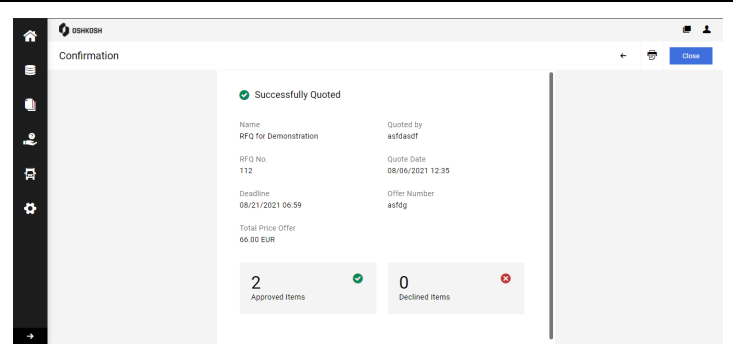 OSHKOSH
Confirmation
Close
Successfully Quoted
Name
Quoted by
RFQ for Demonstration
asfdasdf
RFQ No.
Quote Date
112
08/06/2021 12:35
Deadline
Offer Number
08/21/2021 06:59
asfdg
Total Price Offer
66.00 EUR
2
Approved Items
0
Declined Items